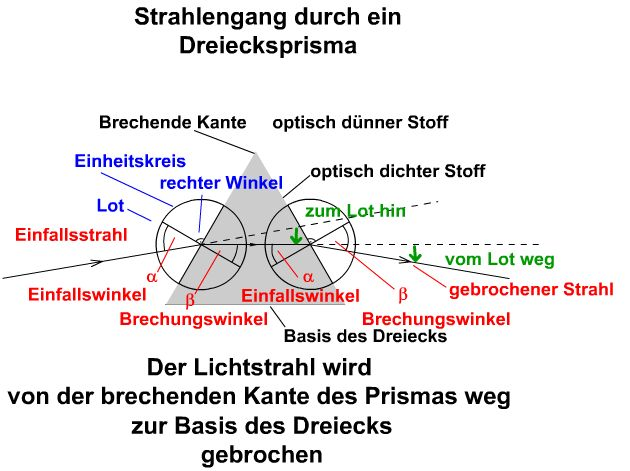 Strahlengang durch ein
Dreiecksprisma
Brechende Kante
optisch dünner Stoff
Einheitskreis
rechter Winkel
optisch dichter Stoff
Lot
zum Lot hin
Einfallsstrahl
vom Lot weg
α
β
Einfallswinkel
Brechungswinkel
α
Einfallwinkel
β
gebrochener Strahl
Brechungswinkel
Basis des Dreiecks
Der Lichtstrahl wird
von der brechenden Kante des Prismas weg
zur Basis des Dreiecks
gebrochen